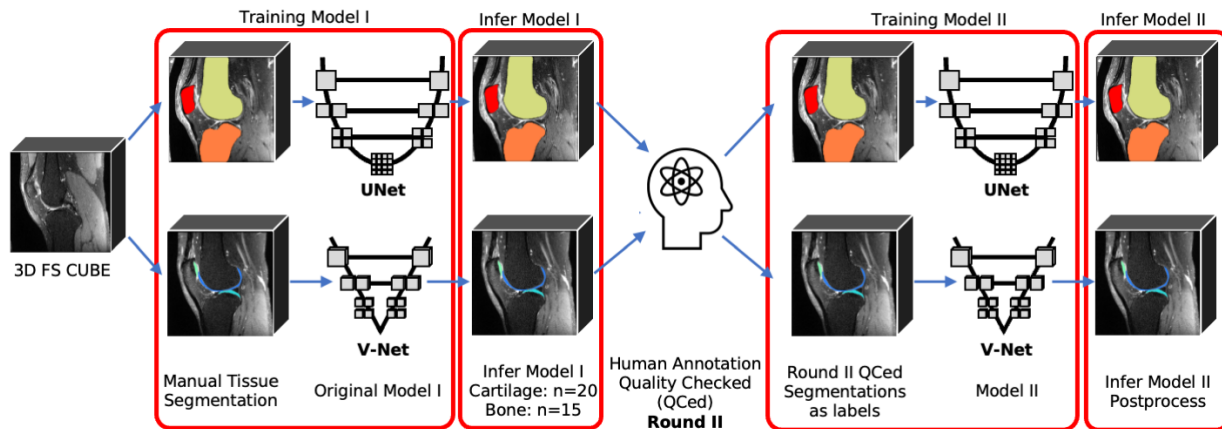 Training Model I
Infer Model I
Training Model II
Infer Model II
UNet
UNet
3D FS CUBE
V-Net
V-Net
Manual Tissue
Segmentation
Original Model I
Infer Model I
Cartilage: n=20
Bone: n=15
Human Annotation
Quality Checked
(QCed)
Round II
Round II QCed
Segmentations
as labels
Model II
Infer Model II
Postprocess